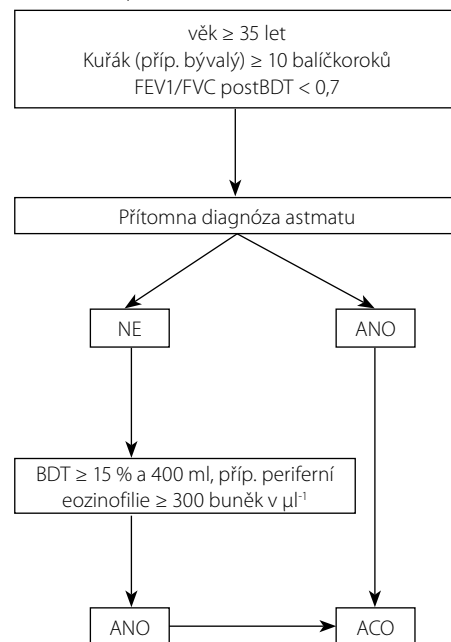 věk ≥ 35 let
Kuřák (příp. bývalý) ≥ 10 balíčkoroků
FEV1/FVC postBDT < 0,7
Přítomna diagnóza astmatu
NE
ANO
BDT ≥ 15 % a 400 ml, příp. periferní
eozinofilie ≥ 300 buněk v µl⁻¹
ANO
ACO